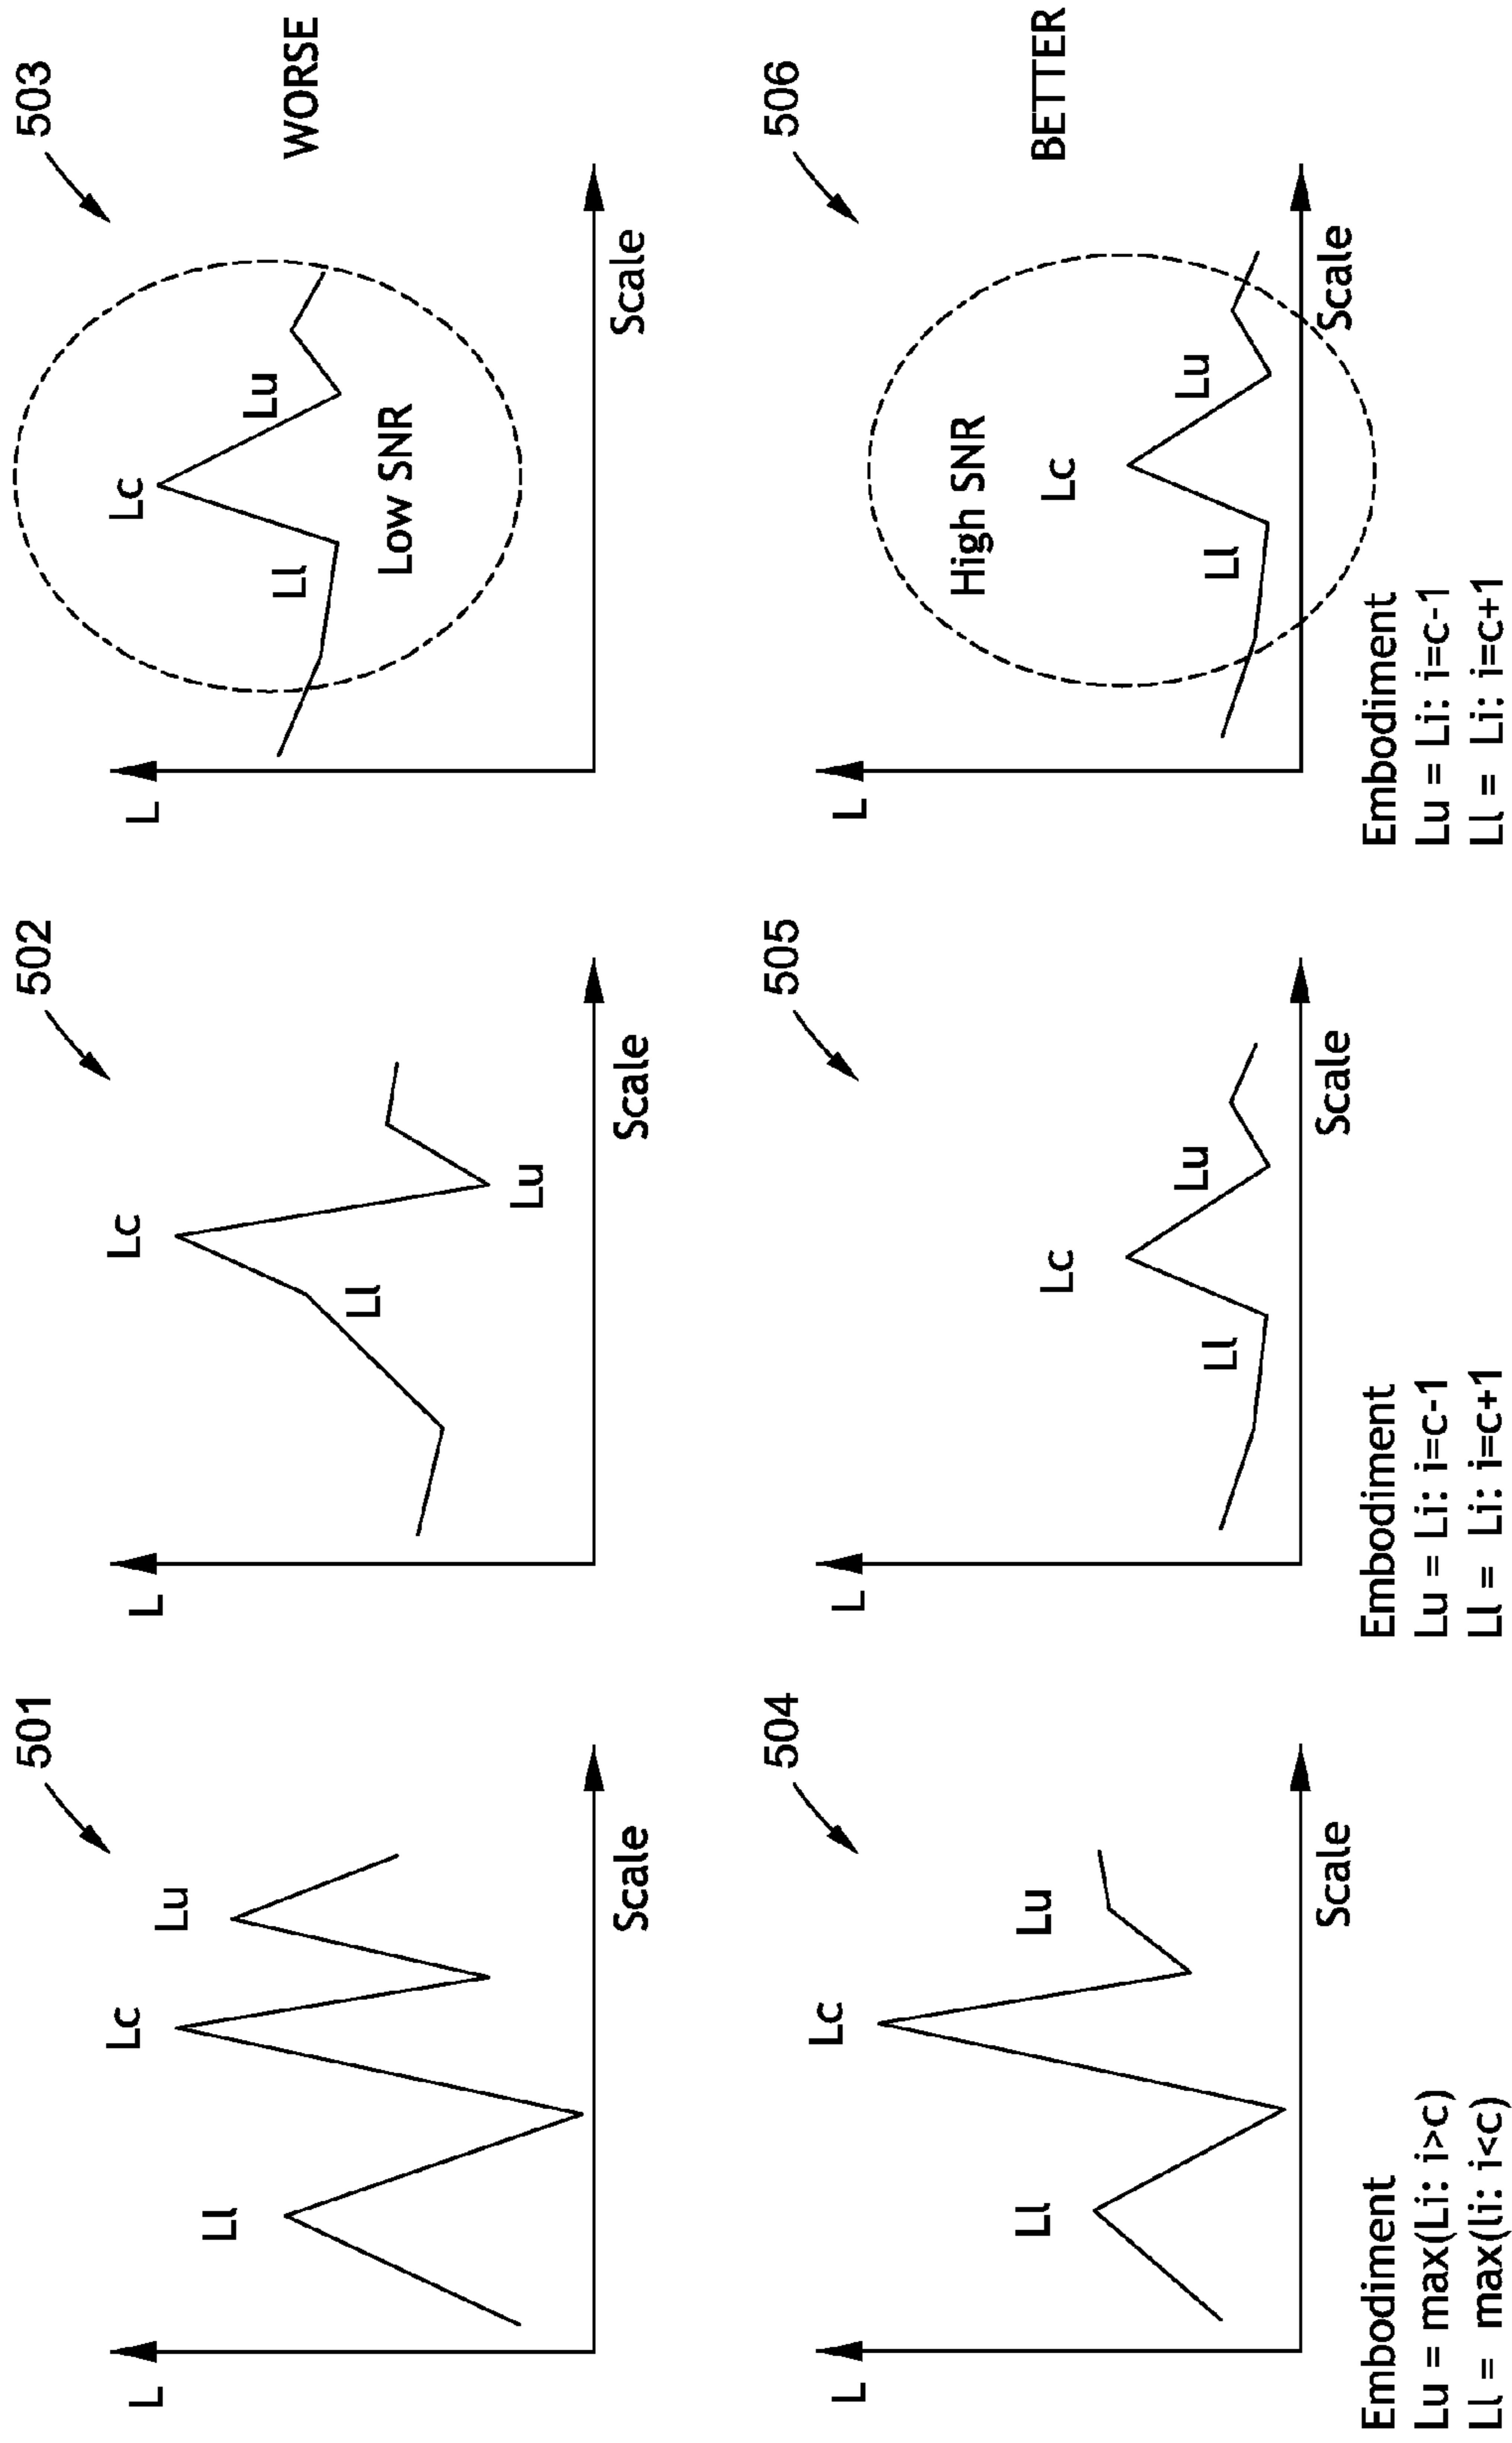 501
L
Lc
Lu
Ll
Scale
502
L
Lc
Ll
Lu
Scale
503
L
Lc
Lu
Ll
Low SNR
Scale
WORSE
504
L
Lc
Ll
Lu
Scale
Embodiment
Lu = max(Li: i>c)
Ll = max(li: i<c)
505
L
Lc
Lu
Ll
Scale
Embodiment
Lu = Li: i=c-1
Ll = Li: i=c+1
506
L
High SNR
Lc
Lu
Ll
Scale
BETTER
Embodiment
Lu = Li: i=c-1
Ll = Li: i=c+1